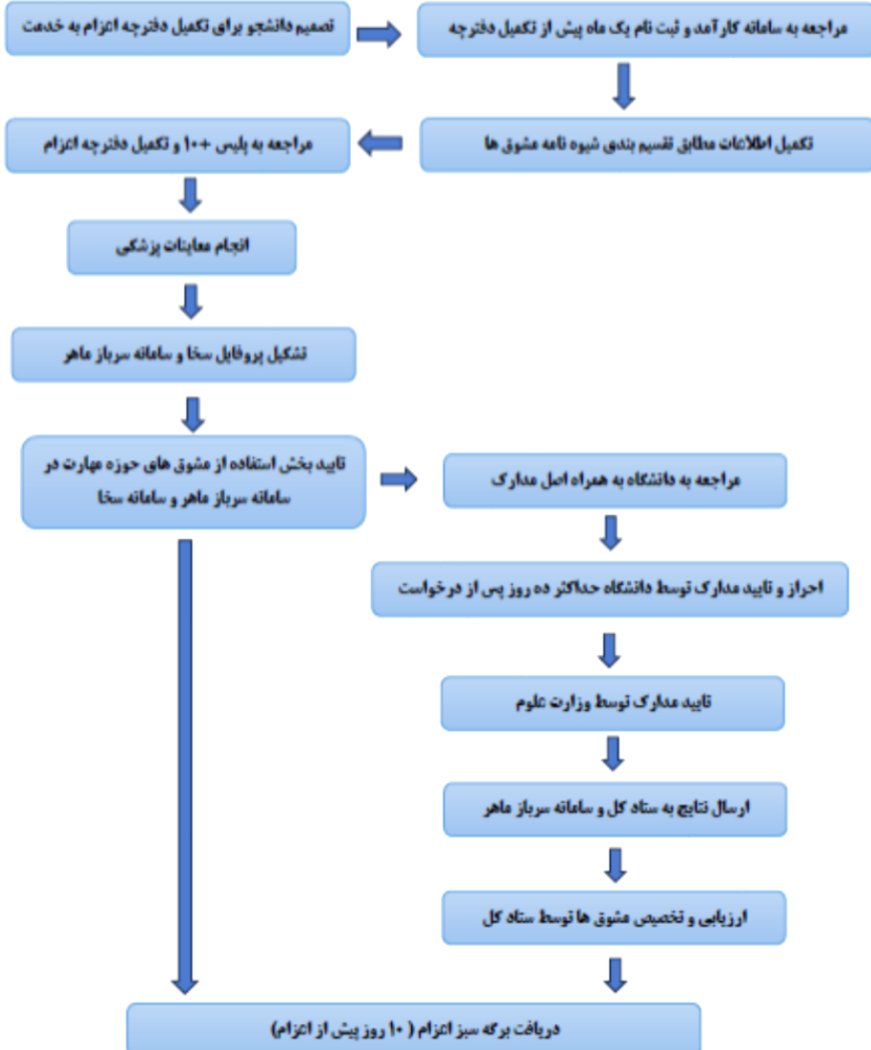 تصمیم دانشجو برای تکمیل دفترچه اعزام به خدمت
مراجعه به سامانه کارآمد و ثبت نام یک ماه پیش از تکمیل دفترچه
تکمیل اطلاعات مطابق تقسیم بندی شیوه نامه مشوق ها
مراجعه به پلیس +۱۰ و تکمیل دفترچه اعزام
انجام معاینات پزشکی
تشکیل پروفایل سخا و سامانه سرباز ماهر
تایید بخش استفاده از مشوق های حوزه مهارت در
سامانه سرباز ماهر و سامانه سخا
مراجعه به دانشگاه به همراه اصل مدارک
احراز و تایید مدارک توسط دانشگاه حداکثر ده روز پس از درخواست
تایید مدارک توسط وزارت علوم
ارسال نتایج به ستاد کل و سامانه سرباز ماهر
ارزیابی و تخصیص مشوق ها توسط ستاد کل
دریافت برگه سبز اعزام ( ۱۰ روز پیش از اعزام)